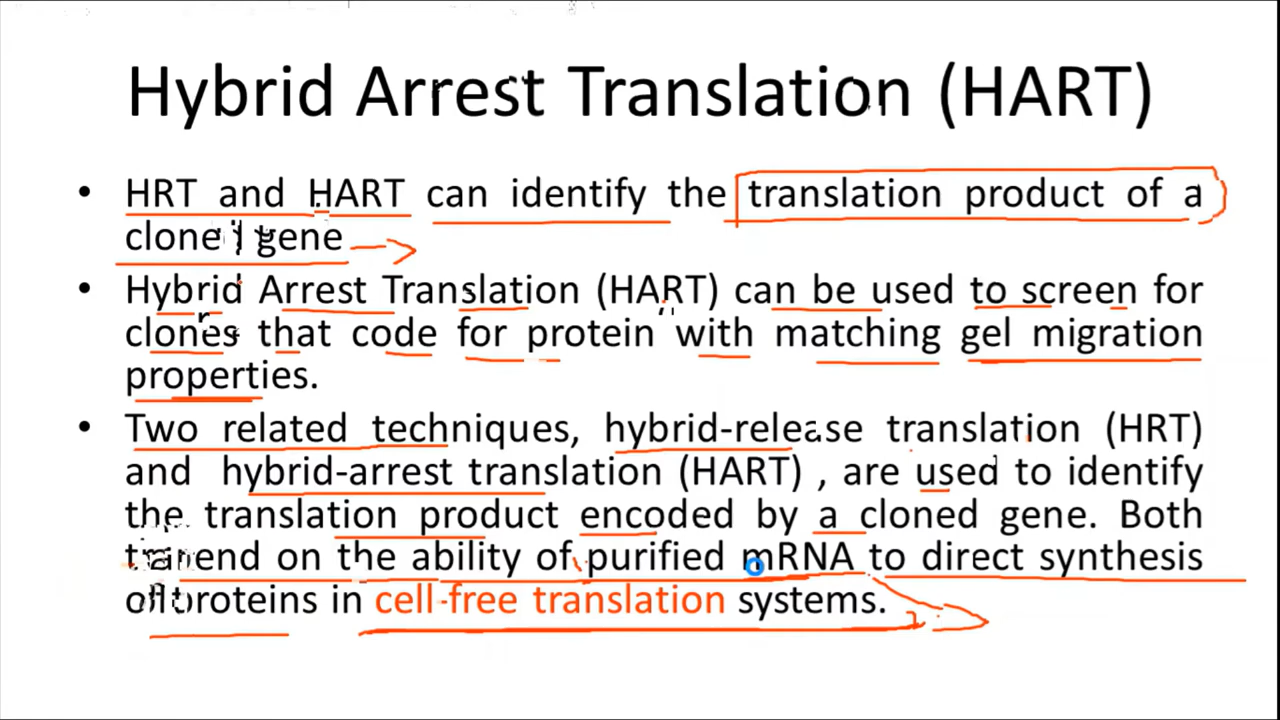 Hybrid Arrest Translation (HART)
• HRT and HART can identify the translation product of a
cloned gene
• Hybrid Arrest Translation (HART) can be used to screen for
clones that code for protein with matching gel migration
properties.
• Two related techniques, hybrid-release translation (HRT)
and hybrid-arrest translation (HART) , are used to identify
the translation product encoded by a cloned gene. Both
on the ability of purified mRNA to direct synthesis
of proteins in cell-free translation systems.